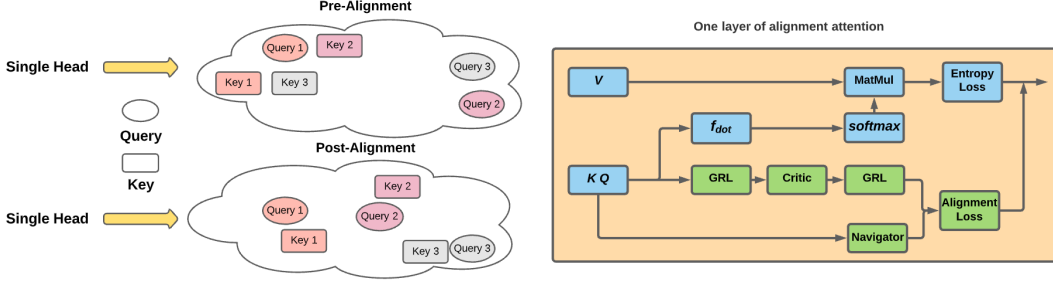 Pre-Alignment
Single Head
Query 1
Key 2
Key 1
Key 3
Query 3
Query 2
Query
Key
Post-Alignment
Single Head
Key 2
Query 1
Query 2
Key 1
Key 3
Query 3
One layer of alignment attention
V
MatMul
Entropy
Loss
f_dot
softmax
K Q
GRL
Critic
GRL
Alignment
Loss
Navigator